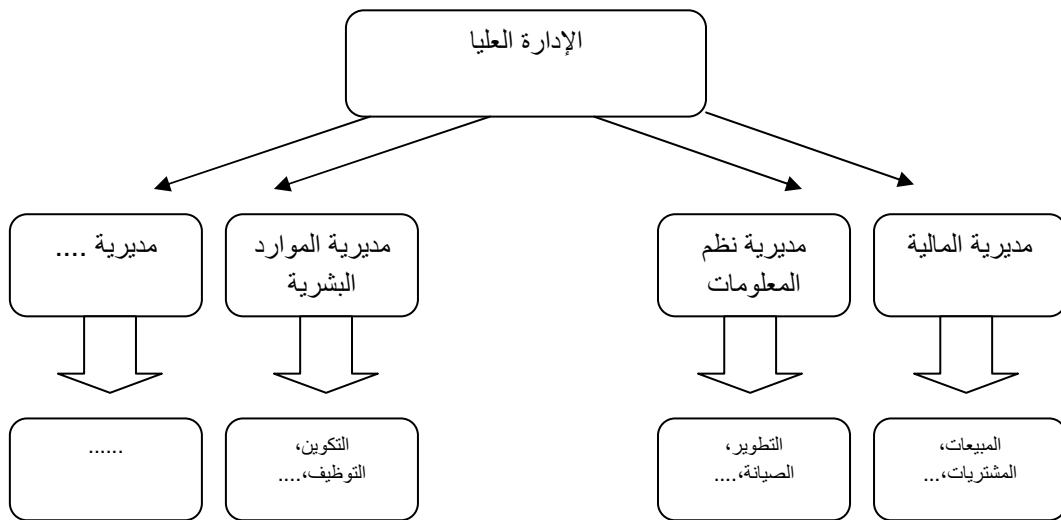 الإدارة العليا
مديرية المالية
مديرية نظم
المعلومات
مديرية الموارد
البشرية
مديرية ....
المبيعات،
المشتريات،...
التطوير،
الصيانة،....
التكوين،
التوظيف،....
......